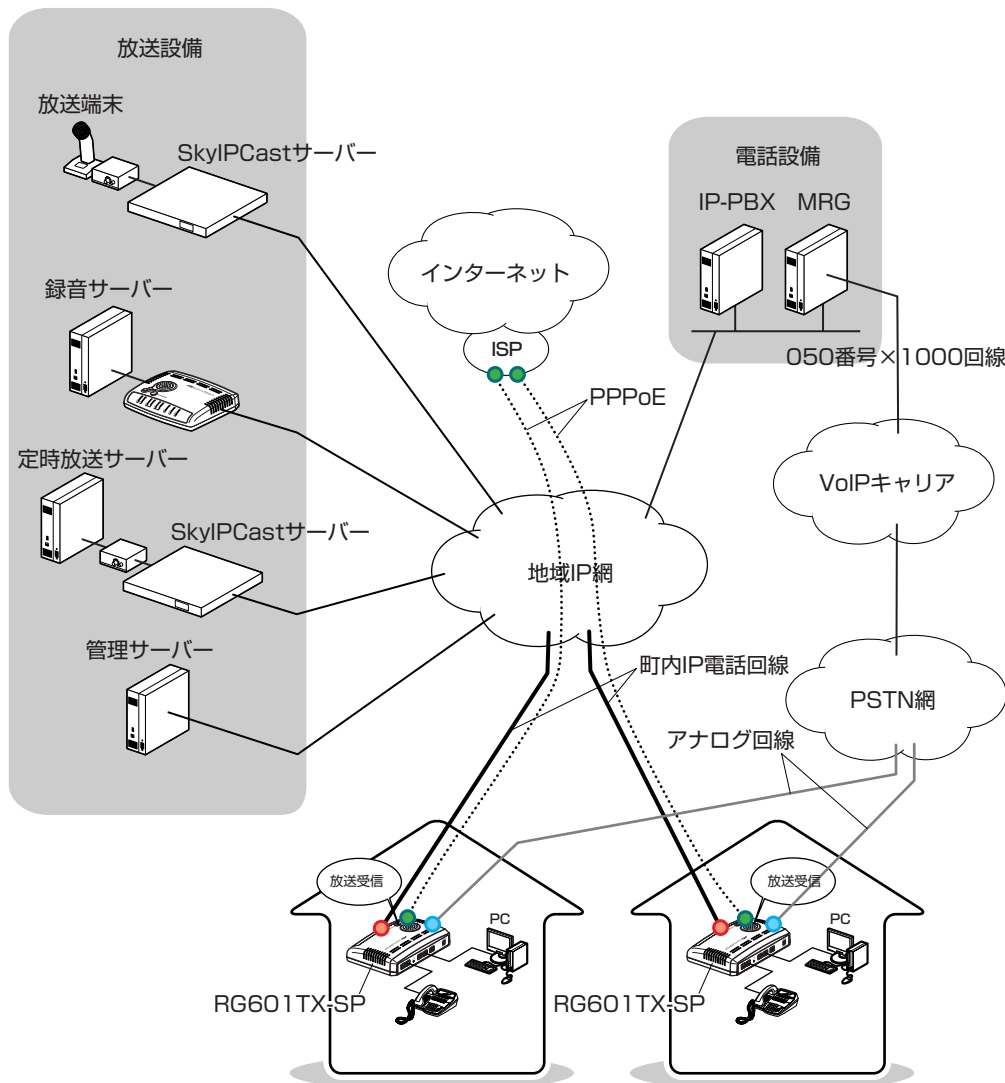 放送設備
放送端末
SkyIPCastサーバー
録音サーバー
定時放送サーバー
SkyIPCastサーバー
管理サーバー
インターネット
ISP
PPPoE
地域IP網
電話設備
IP-PBX MRG
050番号×1000回線
VoIPキャリア
PSTN網
町内IP電話回線
アナログ回線
放送受信
PC
RG601TX-SP
放送受信
PC
RG601TX-SP